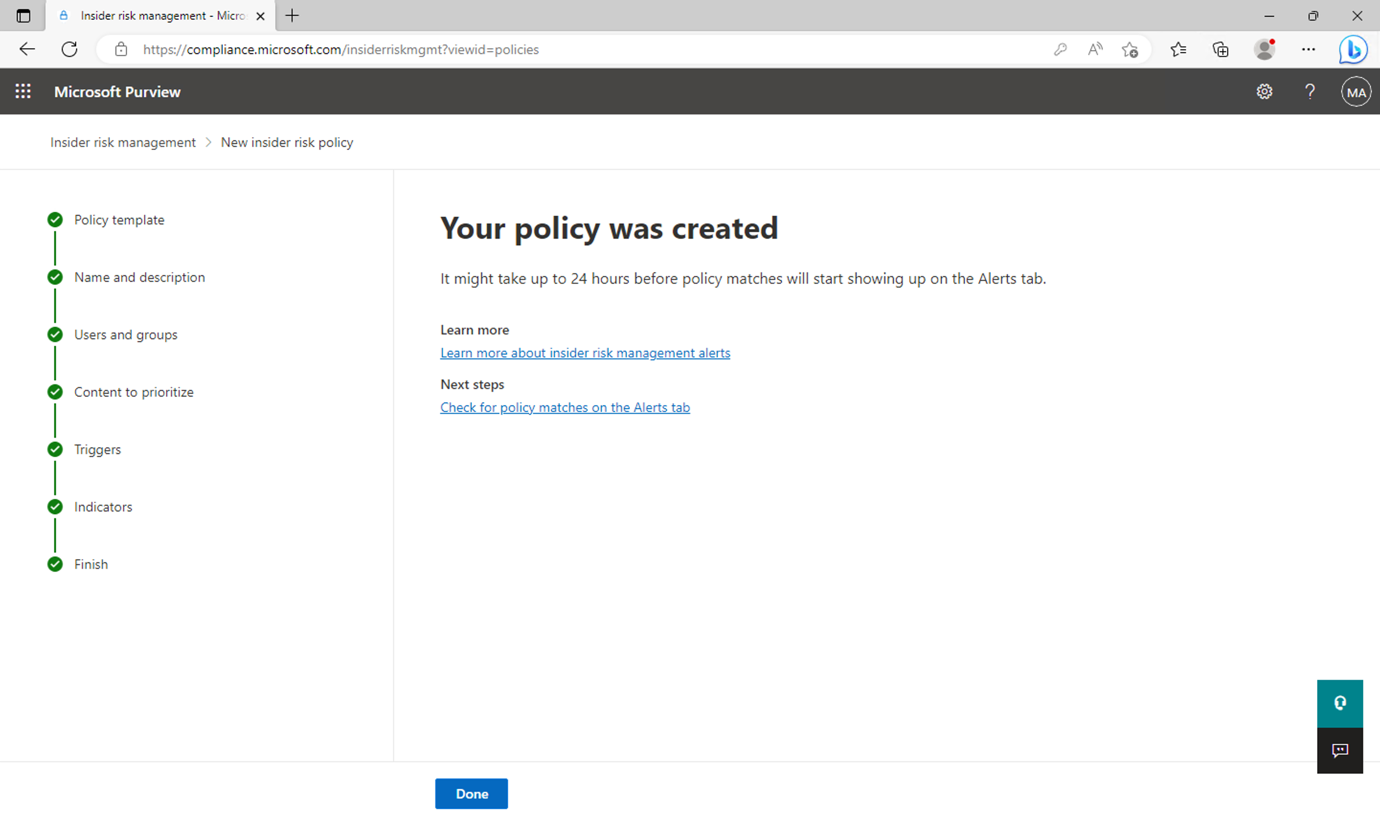 Insider risk management - Micro
https://compliance.microsoft.com/insiderriskmgmt?viewid=policies
Microsoft Purview
?
MA
Insider risk management > New insider risk policy
Policy template
Name and description
Users and groups
Content to prioritize
Triggers
Indicators
Finish
Your policy was created
It might take up to 24 hours before policy matches will start showing up on the Alerts tab.
Learn more
Learn more about insider risk management alerts
Next steps
Check for policy matches on the Alerts tab
Done